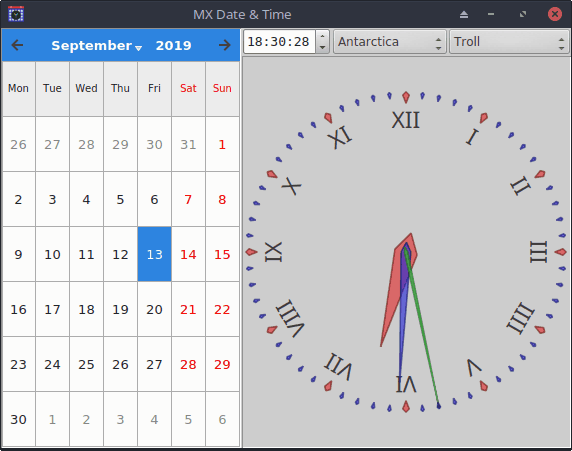 MX Date & Time
September 2019
18:30:28 Antarctica Troll
Mon Tue Wed Thu Fri Sat Sun
26 27 28 29 30 31 1
2 3 4 5 6 7 8
9 10 11 12 13 14 15
16 17 18 19 20 21 22
23 24 25 26 27 28 29
30 1 2 3 4 5 6
XII
I
II
III
IIII
V
VI
VII
VIII
IX
X
XI